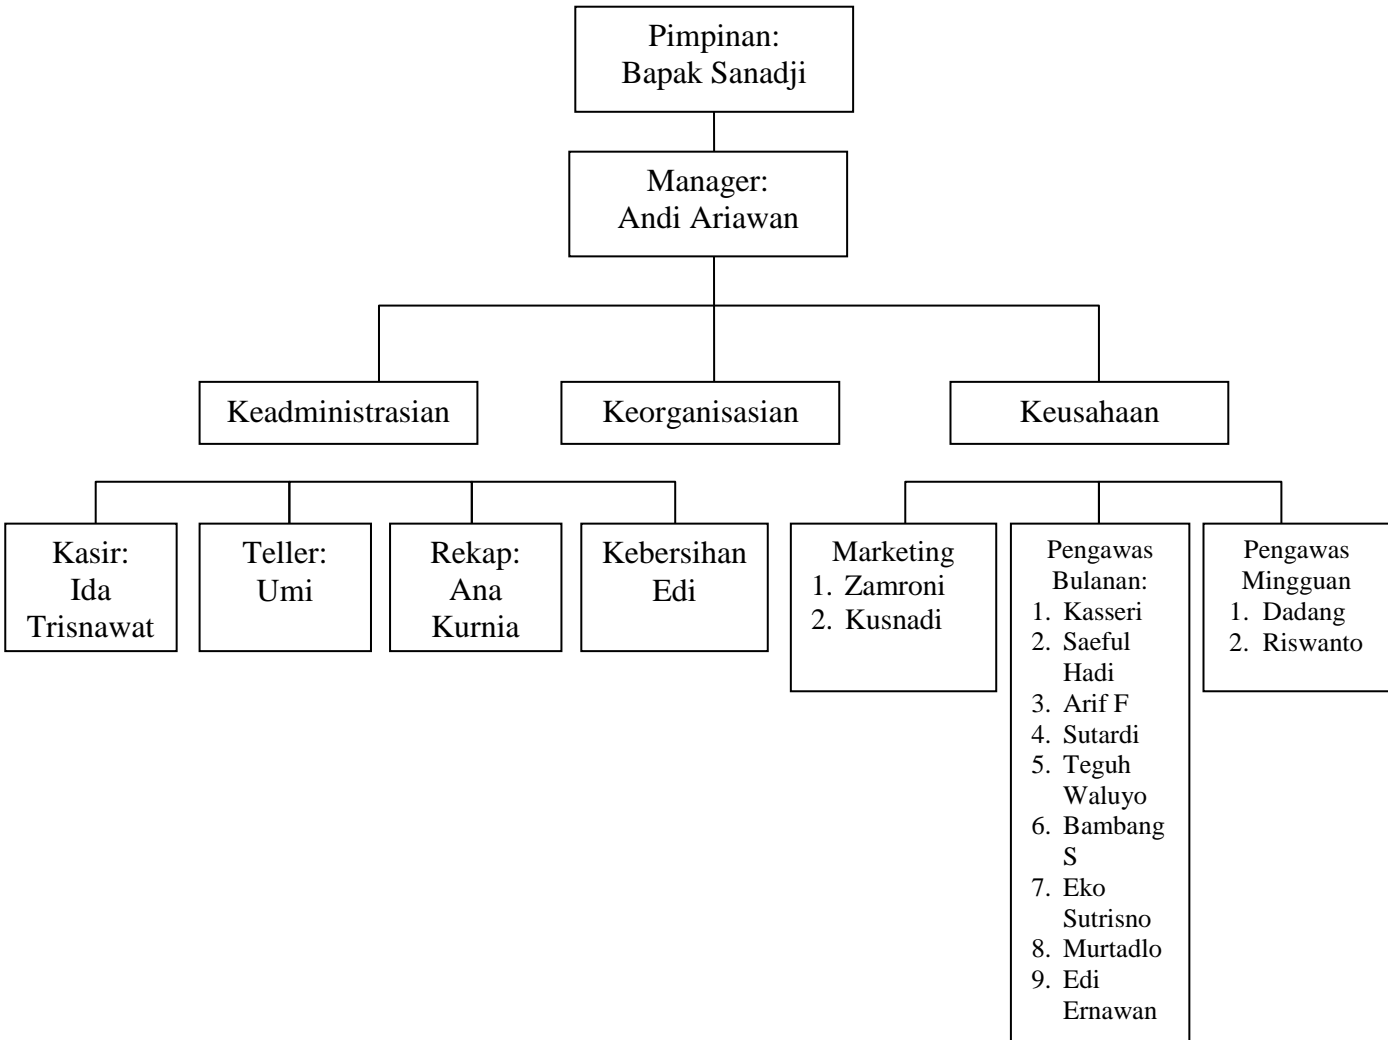 Pimpinan:
Bapak Sanadji
Manager:
Andi Ariawan
Keadministrasian
Keorganisasian
Keusahaan
Kasir:
Ida
Trisnawat
Teller:
Umi
Rekap:
Ana
Kurnia
Kebersihan
Edi
Marketing
1. Zamroni
2. Kusnadi
Pengawas
Bulanan:
1. Kasseri
2. Saeful
Hadi
3. Arif F
4. Sutardi
5. Teguh
Waluyo
6. Bambang
S
7. Eko
Sutrisno
8. Murtadlo
9. Edi
Ernawan
Pengawas
Mingguan
1. Dadang
2. Riswanto